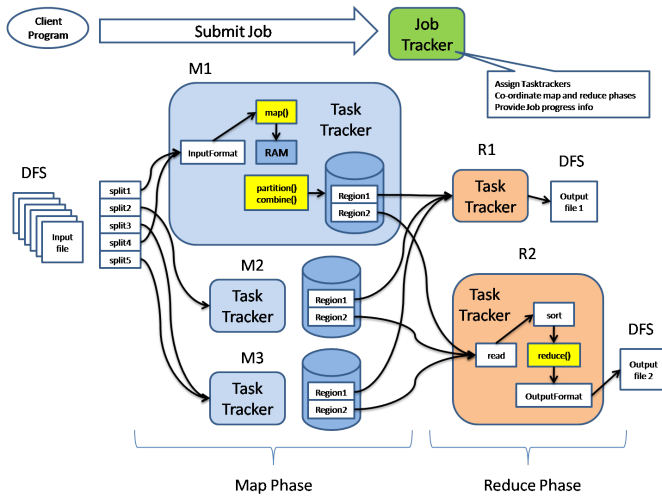 Client
Program
Submit Job
Job
Tracker
Assign Tasktrackers
Co-ordinate map and reduce phases
Provide Job progress info
M1
map()
Task
Tracker
InputFormat
RAM
partition()
combine()
Region1
Region2
DFS
Input
file
split1
split2
split3
split4
split5
M2
Task
Tracker
Region1
Region2
M3
Task
Tracker
Region1
Region2
R1
Task
Tracker
DFS
Output
file 1
R2
Task
Tracker
sort
read
reduce()
OutputFormat
DFS
Output
file 2
Map Phase
Reduce Phase